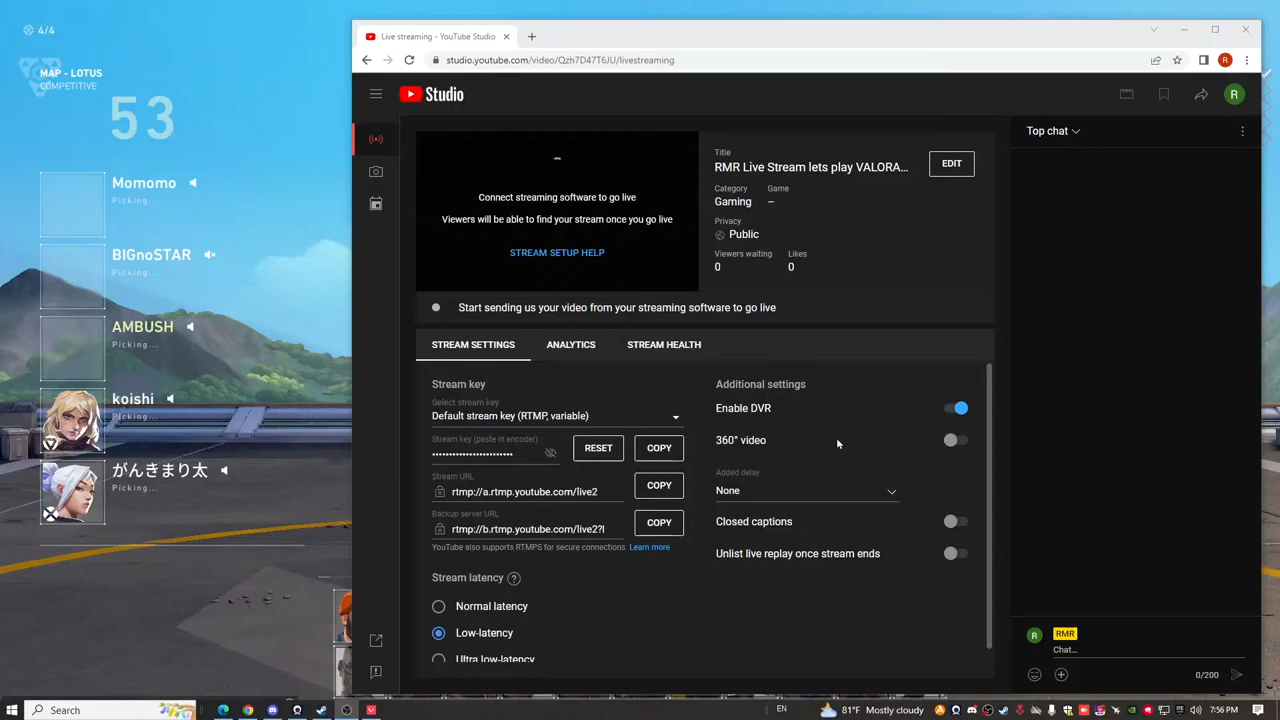 4/4
MAP - LOTUS
COMPETITIVE
53
Momomo
Picking...
BIGnoSTAR
Picking...
AMBUSH
Picking...
koishi
Picking...
がんきまり太
Picking...
Live streaming - YouTube Studio
studio.youtube.com/video/Qzh7D47T6JU/livestreaming
R
Studio
R
Connect streaming software to go live
Viewers will be able to find your stream once you go live
STREAM SETUP HELP
Title
RMR Live Stream lets play VALORA...
EDIT
Category Game
Gaming –
Privacy
Public
Viewers waiting Likes
0 0
Start sending us your video from your streaming software to go live
STREAM SETTINGS ANALYTICS STREAM HEALTH
Stream key
Select stream key
Default stream key (RTMP, variable)
Stream key (paste in encoder)
RESET COPY
Stream URL
rtmp://a.rtmp.youtube.com/live2
COPY
Backup server URL
rtmp://b.rtmp.youtube.com/live2?l
COPY
YouTube also supports RTMPS for secure connections. Learn more
Stream latency ?
Normal latency
Low-latency
Ultra low-latency
Additional settings
Enable DVR
360° video
Added delay
None
Closed captions
Unlist live replay once stream ends
Top chat
R RMR
Chat...
0/200
Search
EN
81°F Mostly cloudy
7:56 PM